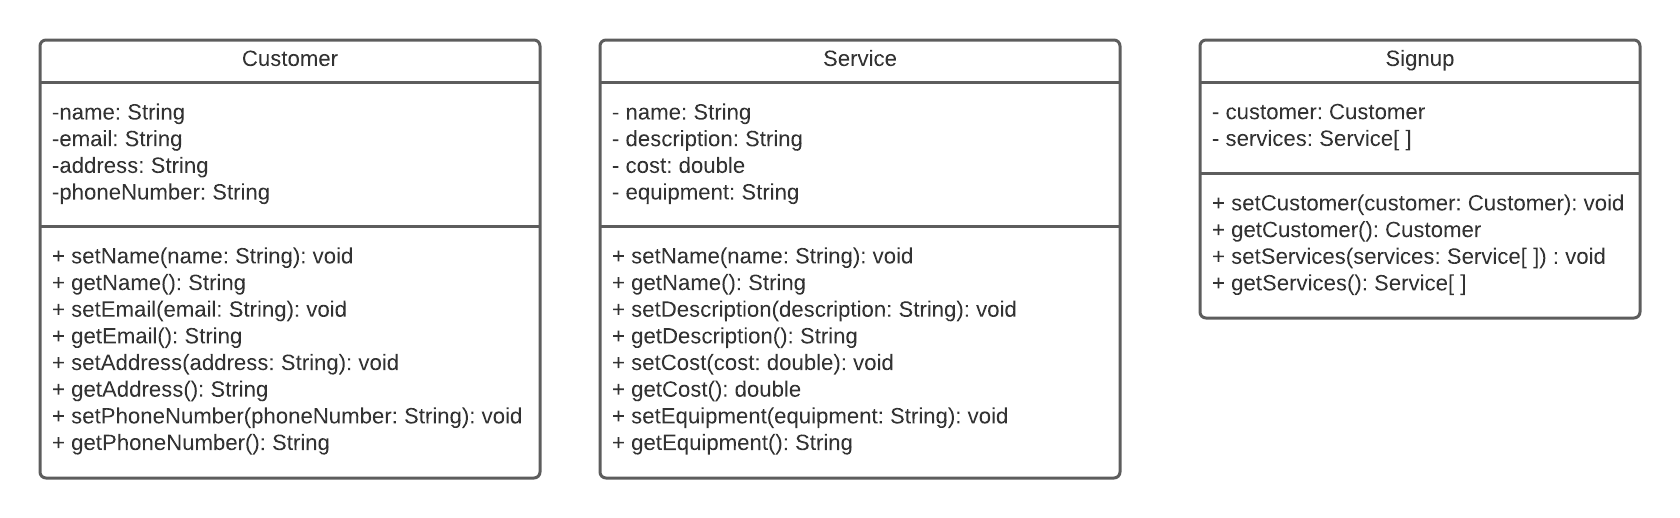 Customer
-name: String
-email: String
-address: String
-phoneNumber: String
+ setName(name: String): void
+ getName(): String
+ setEmail(email: String): void
+ getEmail(): String
+ setAddress(address: String): void
+ getAddress(): String
+ setPhoneNumber(phoneNumber: String): void
+ getPhoneNumber(): String
Service
- name: String
- description: String
- cost: double
- equipment: String
+ setName(name: String): void
+ getName(): String
+ setDescription(description: String): void
+ getDescription(): String
+ setCost(cost: double): void
+ getCost(): double
+ setEquipment(equipment: String): void
+ getEquipment(): String
Signup
- customer: Customer
- services: Service[ ]
+ setCustomer(customer: Customer): void
+ getCustomer(): Customer
+ setServices(services: Service[ ]) : void
+ getServices(): Service[ ]